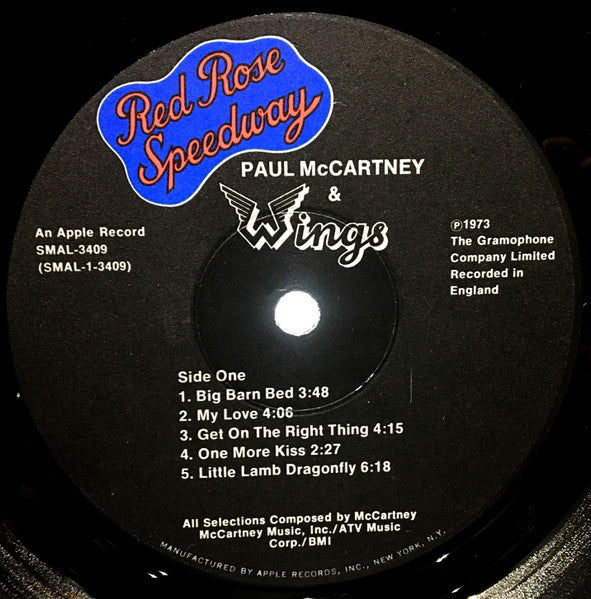 Red Rose
Speedway
PAUL McCARTNEY
&
Wings
An Apple Record
SMAL-3409
(SMAL-1-3409)
℗1973
The Gramophone
Company Limited
Recorded in
England
Side One
1. Big Barn Bed 3:48
2. My Love 4:06
3. Get On The Right Thing 4:15
4. One More Kiss 2:27
5. Little Lamb Dragonfly 6:18
All Selections Composed by McCartney
McCartney Music, Inc./ATV Music
Corp./BMI
MANUFACTURED BY APPLE RECORDS, INC., NEW YORK, N.Y.